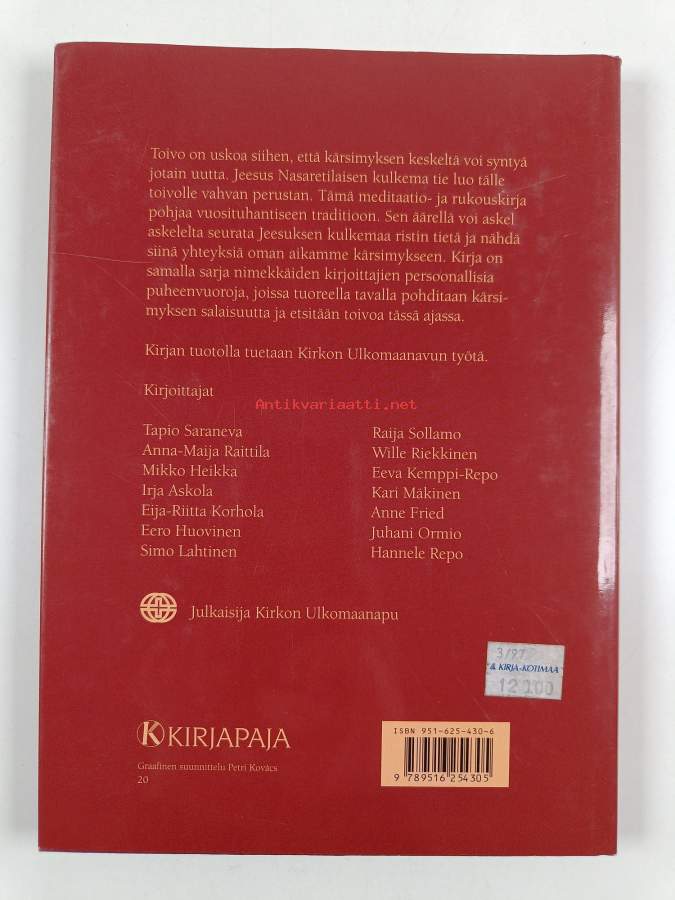 Toivo on uskoa siihen, että kärsimyksen keskeltä voi syntyä
jotain uutta. Jeesus Nasaretilaisen kulkema tie luo tälle
toivolle vahvan perustan. Tämä meditaatio- ja rukouskirja
pohjaa vuosituhantiseen traditioon. Sen äärellä voi askel
askelelta seurata Jeesuksen kulkemaa ristin tietä ja nähdä
siinä yhteyksiä oman aikamme kärsimykseen. Kirja on
samalla sarja nimekkäiden kirjoittajien persoonallisia
puheenvuoroja, joissa tuoreella tavalla pohditaan kärsi-
myksen salaisuutta ja etsitään toivoa tässä ajassa.
Kirjan tuotolla tuetaan Kirkon Ulkomaanavun työtä.
Kirjoittajat
Antikvariaatti.net
Tapio Saraneva
Anna-Maija Raittila
Mikko Heikka
Irja Askola
Eija-Riitta Korhola
Eero Huovinen
Simo Lahtinen
Raija Sollamo
Wille Riekkinen
Eeva Kemppi-Repo
Kari Mäkinen
Anne Fried
Juhani Ormio
Hannele Repo
Julkaisija Kirkon Ulkomaanapu
3/97
& KIRJA-KOTIMAA
KIRJAPAJA
Graafinen suunnittelu Petri Kovács
20
ISBN 951-625-430-6
9 789516 254305